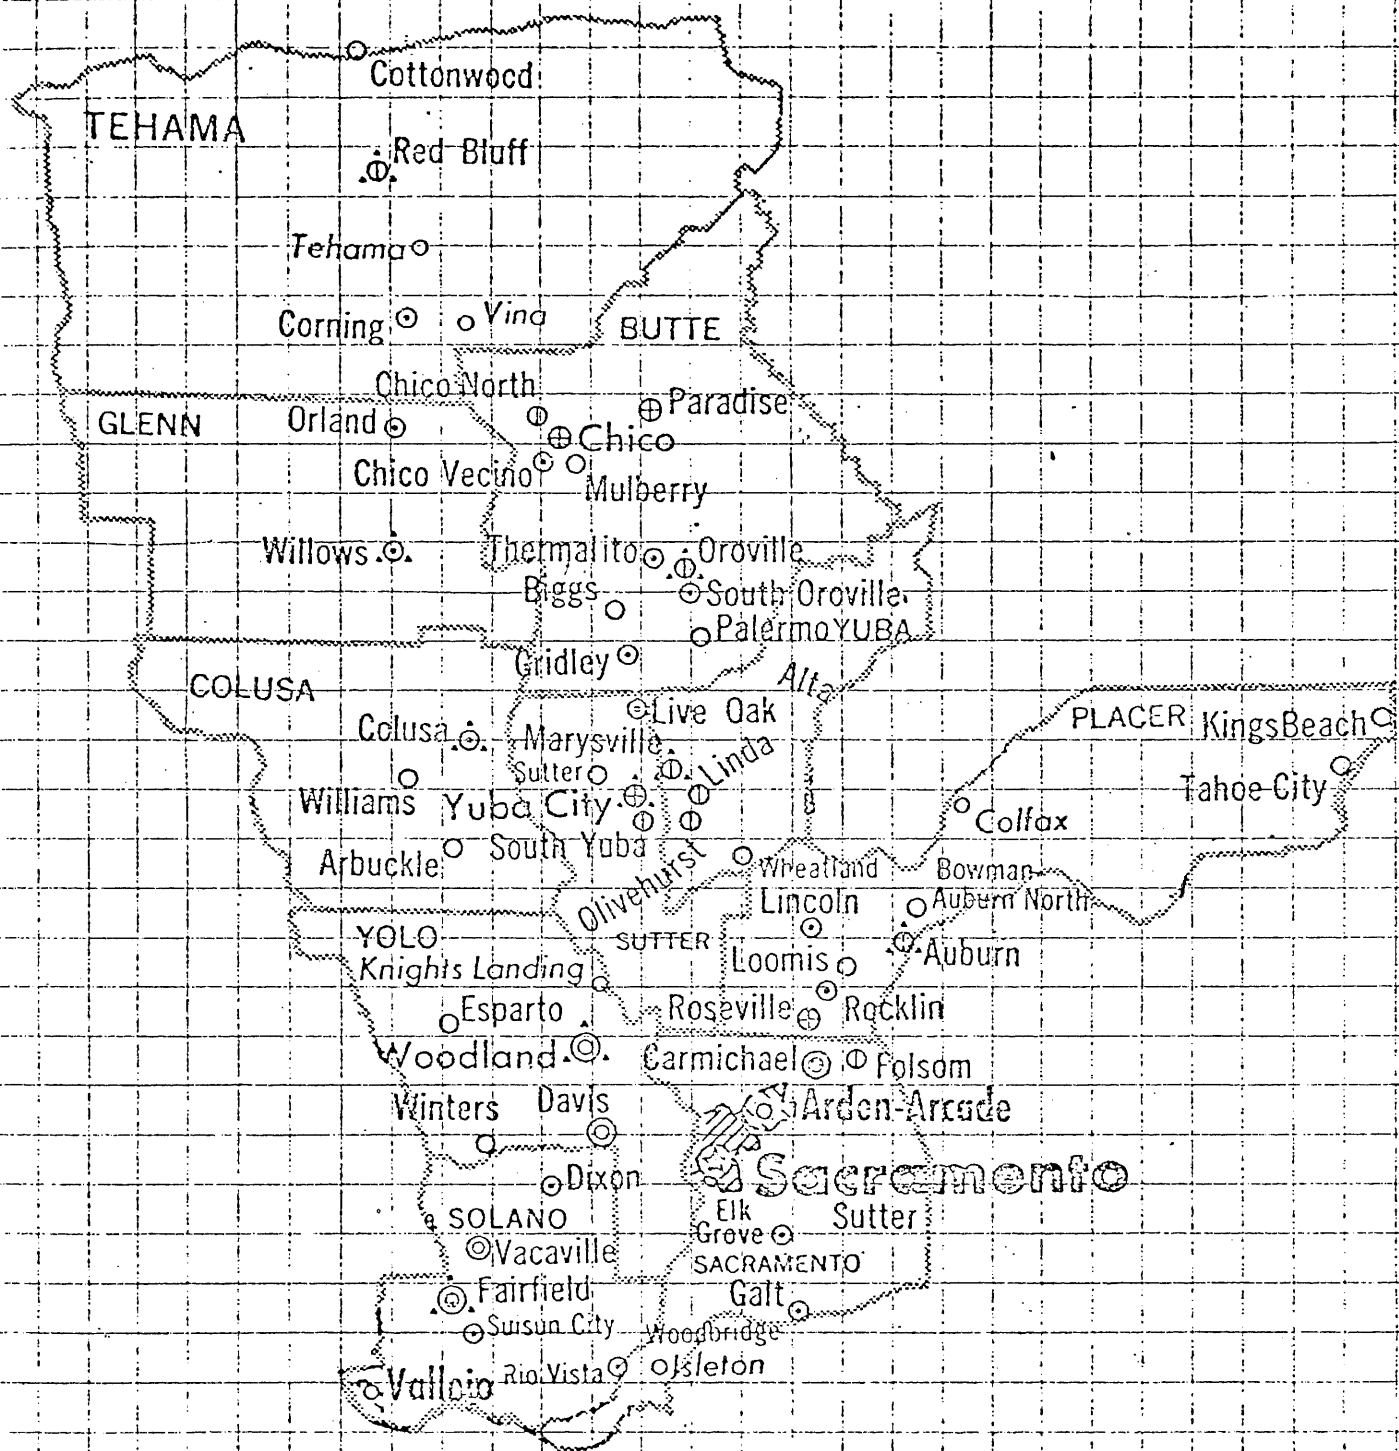 Cottonwood
TEHAMA
Red Bluff
Tehama
Corning
Vina
BUTTE
Chico North
Paradise
GLENN
Orland
Chico
Chico Vecino
Mulberry
Willows
Thermalito
Oroville
Biggs
South Oroville
Palermo
YUBA
Gridley
Alta
COLUSA
Live Oak
PLACER
Kings Beach
Colusa
Marysville
Linda
Sutter
Tahoe City
Williams
Yuba City
Colfax
Arbuckle
South Yuba
Olivehurst
Wheatland
Bowman
Lincoln
Auburn North
YOLO
SUTTER
Knights Landing
Loomis
Auburn
Esparto
Roseville
Rocklin
Woodland
Carmichael
Folsom
Winters
Davis
Arden-Arcade
Dixon
Sacramento
SOLANO
Elk
Grove
Sutter
Vacaville
SACRAMENTO
Fairfield
Galt
Suisun City
Woodbridge
Vallejo
Rio Vista
Isleton